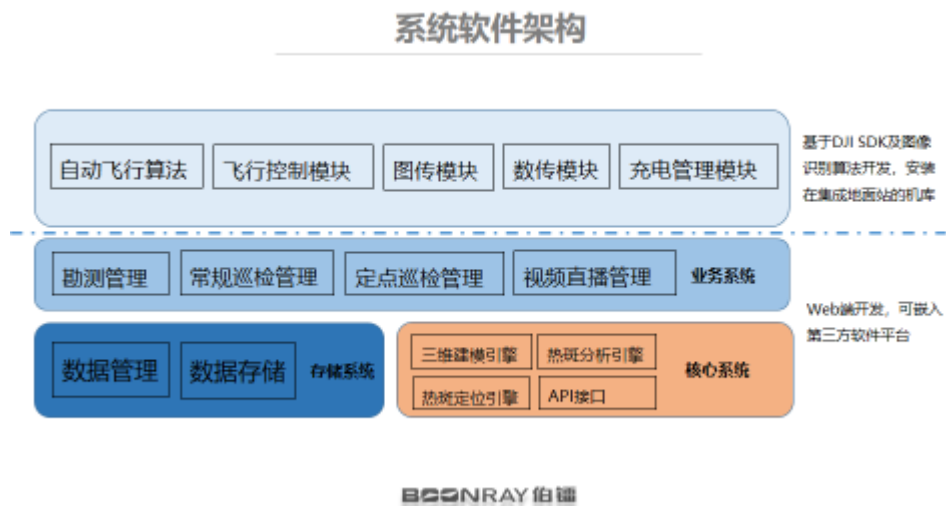 系统软件架构
自动飞行算法
飞行控制模块
图传模块
数传模块
充电管理模块
基于DJI SDK及图像
识别算法开发，安装
在集成地面站的机库
勘测管理
常规巡检管理
定点巡检管理
视频直播管理
业务系统
Web端开发，可嵌入
第三方软件平台
数据管理
数据存储
存储系统
三维建模引擎
热斑分析引擎
热斑定位引擎
API接口
核心系统
BOONRAY 伯镭